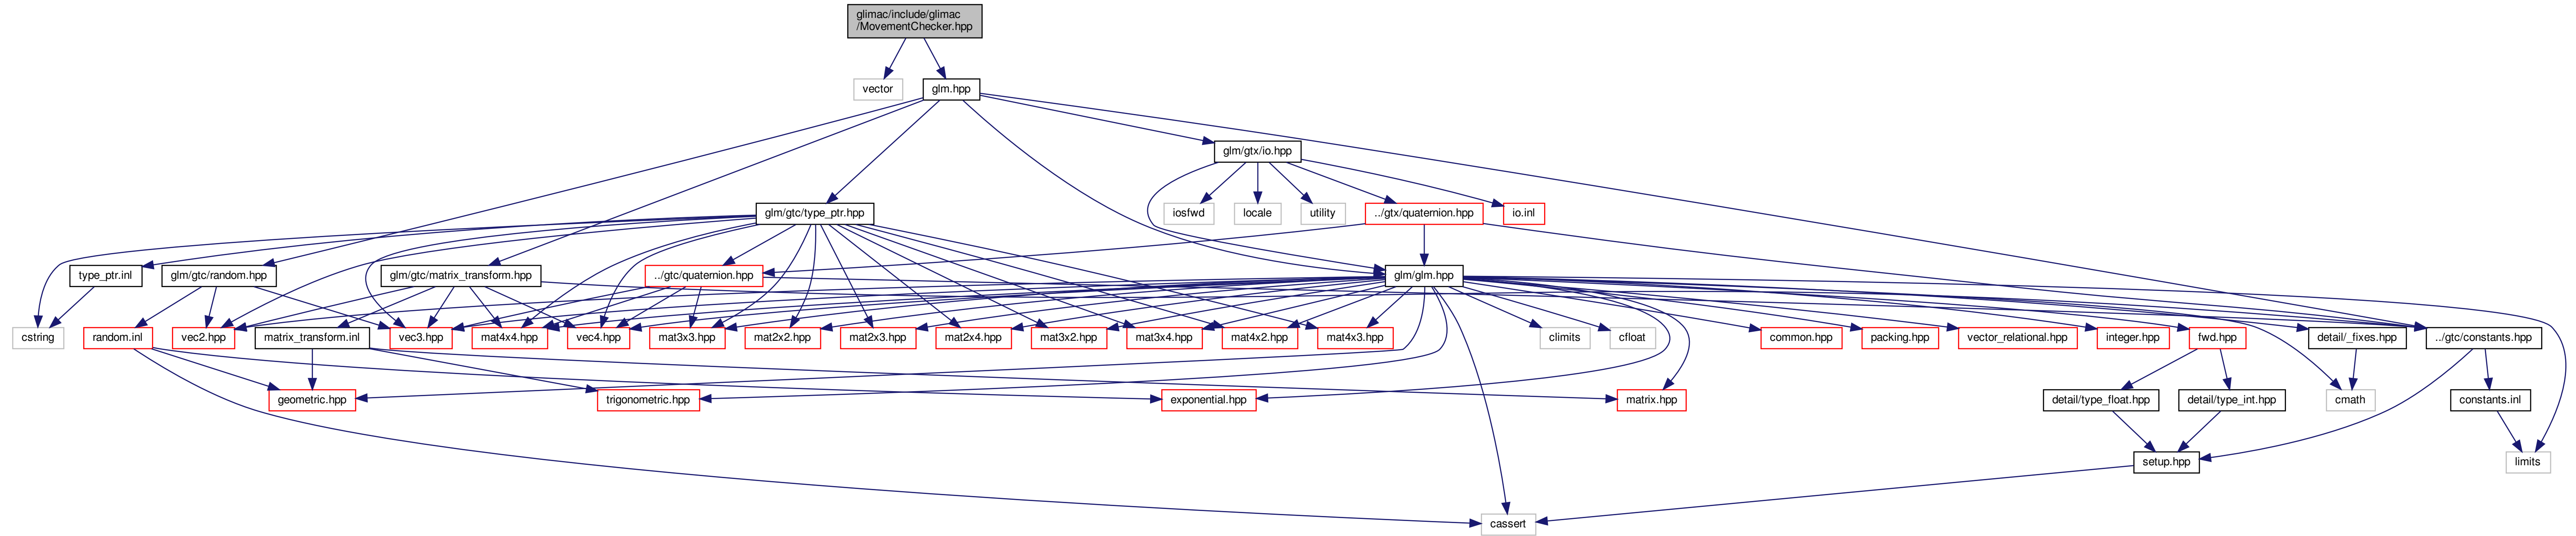 glimac/include/glimac
/MovementChecker.hpp
vector
glm.hpp
glm/gtx/io.hpp
glm/gtc/type_ptr.hpp
iosfwd
locale
utility
../gtx/quaternion.hpp
io.inl
type_ptr.inl
glm/gtc/random.hpp
glm/gtc/matrix_transform.hpp
../gtc/quaternion.hpp
glm/glm.hpp
cstring
random.inl
vec2.hpp
matrix_transform.inl
vec3.hpp
mat4x4.hpp
vec4.hpp
mat3x3.hpp
mat2x2.hpp
mat2x3.hpp
mat2x4.hpp
mat3x2.hpp
mat3x4.hpp
mat4x2.hpp
mat4x3.hpp
climits
cfloat
common.hpp
packing.hpp
vector_relational.hpp
integer.hpp
fwd.hpp
detail/_fixes.hpp
../gtc/constants.hpp
geometric.hpp
trigonometric.hpp
exponential.hpp
matrix.hpp
detail/type_float.hpp
detail/type_int.hpp
cmath
constants.inl
setup.hpp
limits
cassert